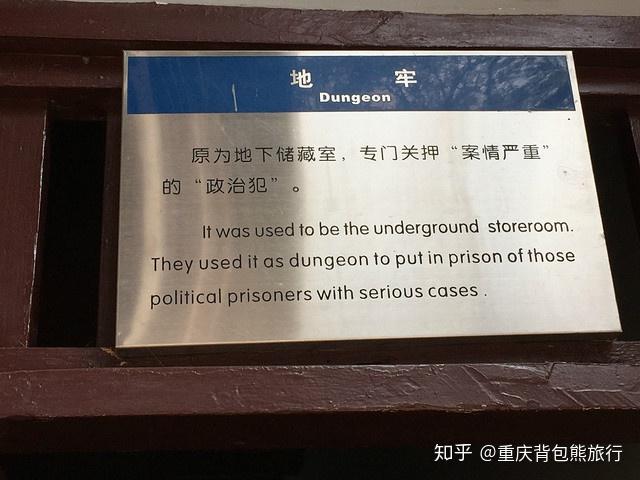 地 牢
Dungeon
原为地下储藏室，专门关押“案情严重”
的“政治犯”。
It was used to be the underground storeroom.
They used it as dungeon to put in prison of those
political prisoners with serious cases .
知乎 @重庆背包熊旅行